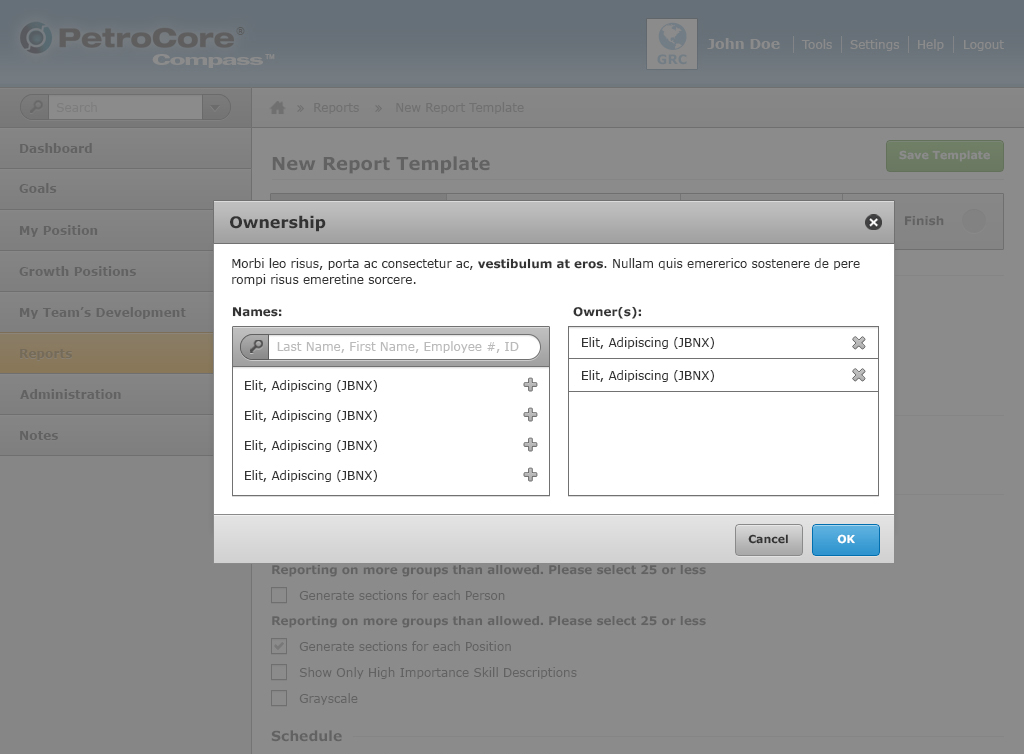 PetroCore®
Compass™
GRC
John Doe
Tools
Settings
Help
Logout
Search
» Reports » New Report Template
Dashboard
Goals
My Position
Growth Positions
My Team's Development
Reports
Administration
Notes
New Report Template
Save Template
Finish
Ownership
Morbi leo risus, porta ac consectetur ac, vestibulum at eros. Nullam quis emererico sostenere de pere
rompi risus emeretine sorcere.
Names:
Last Name, First Name, Employee #, ID
Elit, Adipiscing (JBNX)
Elit, Adipiscing (JBNX)
Elit, Adipiscing (JBNX)
Elit, Adipiscing (JBNX)
Owner(s):
Elit, Adipiscing (JBNX)
Elit, Adipiscing (JBNX)
Cancel
OK
Reporting on more groups than allowed. Please select 25 or less
Generate sections for each Person
Reporting on more groups than allowed. Please select 25 or less
Generate sections for each Position
Show Only High Importance Skill Descriptions
Grayscale
Schedule